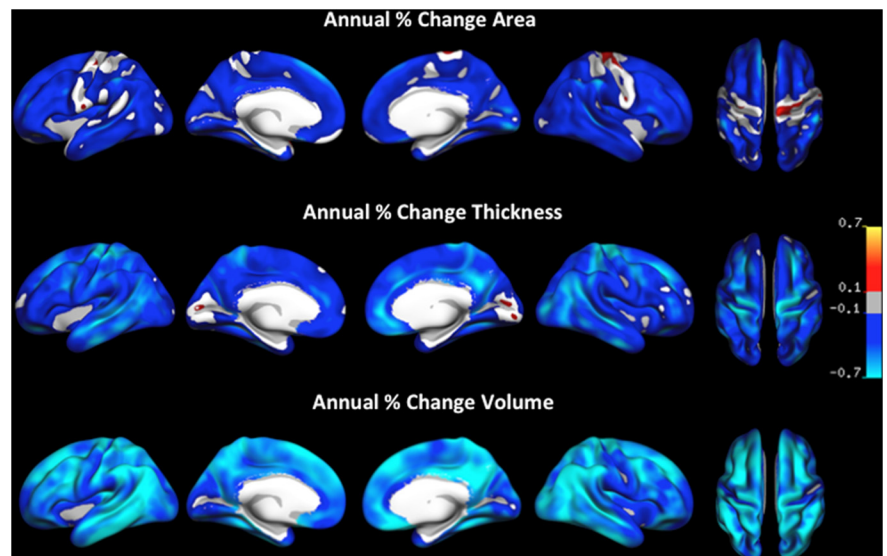 Annual % Change Area
Annual % Change Thickness
0.7
0.1
-0.1
-0.7
Annual % Change Volume